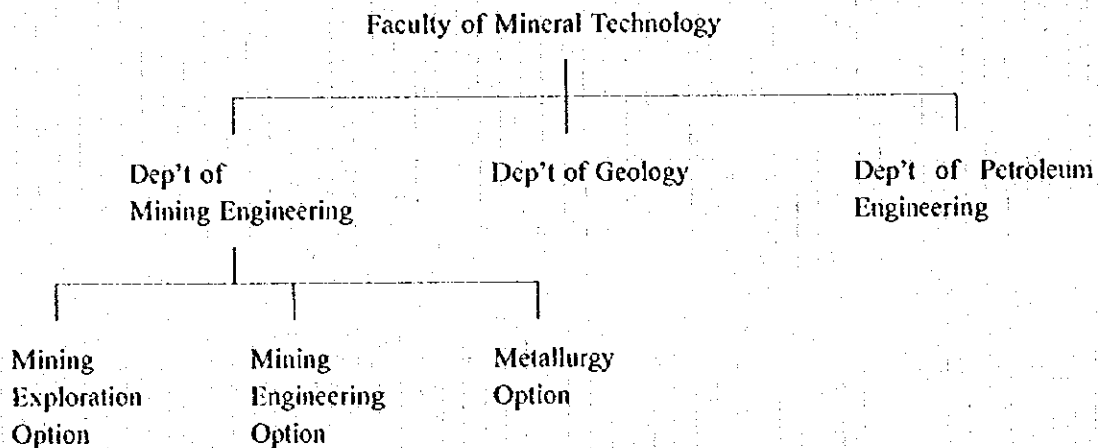 Faculty of Mineral Technology
Dep't of
Mining Engineering
Dep't of Geology
Dep't of Petroleum
Engineering
Mining
Exploration
Option
Mining
Engineering
Option
Metallurgy
Option